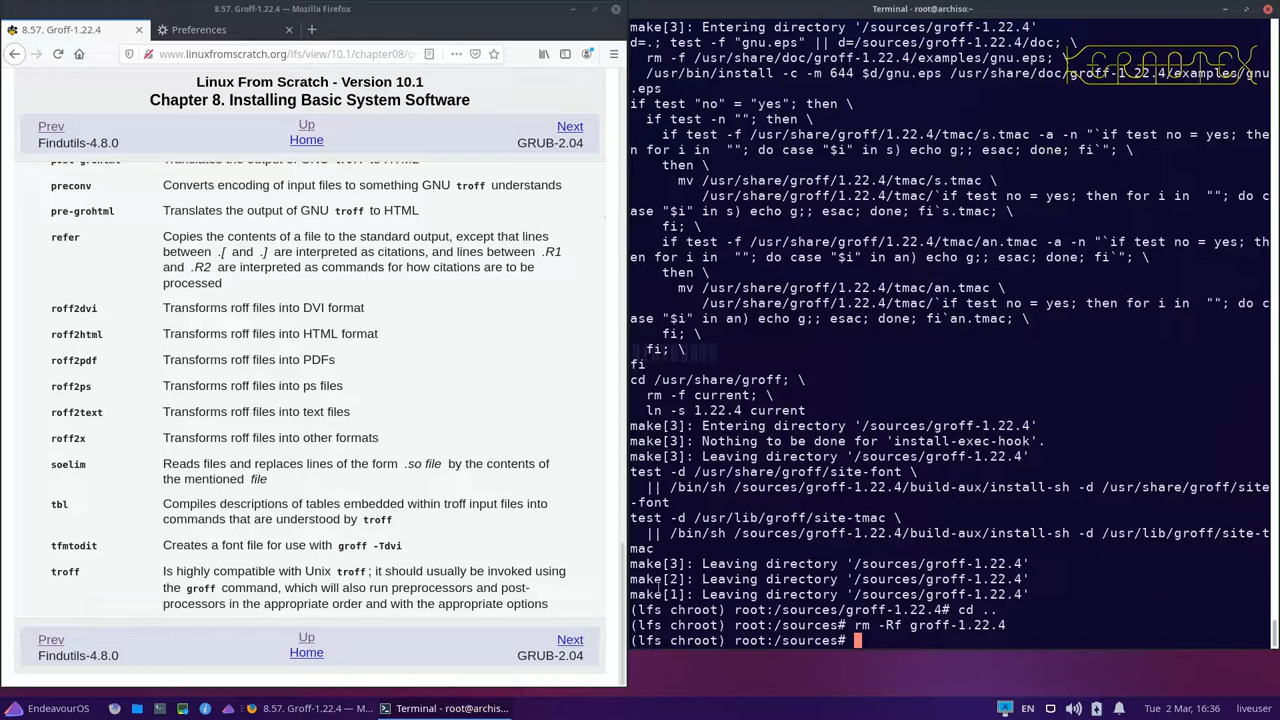 8.57. Groff-1.22.4 — Mozilla Firefox
8.57. Groff-1.22.4
Preferences
www.linuxfromscratch.org/lfs/view/10.1/chapter08/g
Linux From Scratch - Version 10.1
Chapter 8. Installing Basic System Software
Prev
Up
Next
Findutils-4.8.0
Home
GRUB-2.04
post-grohtml Translates the output of GNU troff to HTML
preconv Converts encoding of input files to something GNU troff understands
pre-grohtml Translates the output of GNU troff to HTML
refer Copies the contents of a file to the standard output, except that lines
between .[ and .] are interpreted as citations, and lines between .R1
and .R2 are interpreted as commands for how citations are to be
processed
roff2dvi Transforms roff files into DVI format
roff2html Transforms roff files into HTML format
roff2pdf Transforms roff files into PDFs
roff2ps Transforms roff files into ps files
roff2text Transforms roff files into text files
roff2x Transforms roff files into other formats
soelim Reads files and replaces lines of the form .so file by the contents of
the mentioned file
tbl Compiles descriptions of tables embedded within troff input files into
commands that are understood by troff
tfmtodit Creates a font file for use with groff -Tdvi
troff Is highly compatible with Unix troff; it should usually be invoked using
the groff command, which will also run preprocessors and post-
processors in the appropriate order and with the appropriate options
Prev
Up
Next
Findutils-4.8.0
Home
GRUB-2.04
Terminal - root@archiso:~
make[3]: Entering directory '/sources/groff-1.22.4'
d=.; test -f "gnu.eps" || d=/sources/groff-1.22.4/doc; \
  rm -f /usr/share/doc/groff-1.22.4/examples/gnu.eps; \
  /usr/bin/install -c -m 644 $d/gnu.eps /usr/share/doc/groff-1.22.4/examples/gnu
.eps
if test "no" = "yes"; then \
  if test -n ""; then \
    if test -f /usr/share/groff/1.22.4/tmac/s.tmac -a -n "`if test no = yes; the
n for i in  ""; do case "$i" in s) echo g;; esac; done; fi`"; \
    then \
      mv /usr/share/groff/1.22.4/tmac/s.tmac \
         /usr/share/groff/1.22.4/tmac/`if test no = yes; then for i in  ""; do c
ase "$i" in s) echo g;; esac; done; fi`s.tmac; \
    fi; \
    if test -f /usr/share/groff/1.22.4/tmac/an.tmac -a -n "`if test no = yes; th
en for i in  ""; do case "$i" in an) echo g;; esac; done; fi`"; \
    then \
      mv /usr/share/groff/1.22.4/tmac/an.tmac \
         /usr/share/groff/1.22.4/tmac/`if test no = yes; then for i in  ""; do c
ase "$i" in an) echo g;; esac; done; fi`an.tmac; \
    fi; \
  fi; \
fi
cd /usr/share/groff; \
  rm -f current; \
  ln -s 1.22.4 current
make[3]: Entering directory '/sources/groff-1.22.4'
make[3]: Nothing to be done for 'install-exec-hook'.
make[3]: Leaving directory '/sources/groff-1.22.4'
test -d /usr/share/groff/site-font \
  || /bin/sh /sources/groff-1.22.4/build-aux/install-sh -d /usr/share/groff/site
-font
test -d /usr/lib/groff/site-tmac \
  || /bin/sh /sources/groff-1.22.4/build-aux/install-sh -d /usr/lib/groff/site-t
mac
make[3]: Leaving directory '/sources/groff-1.22.4'
make[2]: Leaving directory '/sources/groff-1.22.4'
make[1]: Leaving directory '/sources/groff-1.22.4'
(lfs chroot) root:/sources/groff-1.22.4# cd ..
(lfs chroot) root:/sources# rm -Rf groff-1.22.4
(lfs chroot) root:/sources#
EndeavourOS
8.57. Groff-1.22.4 — M...
Terminal - root@archis...
EN
Tue 2 Mar, 16:36
liveuser